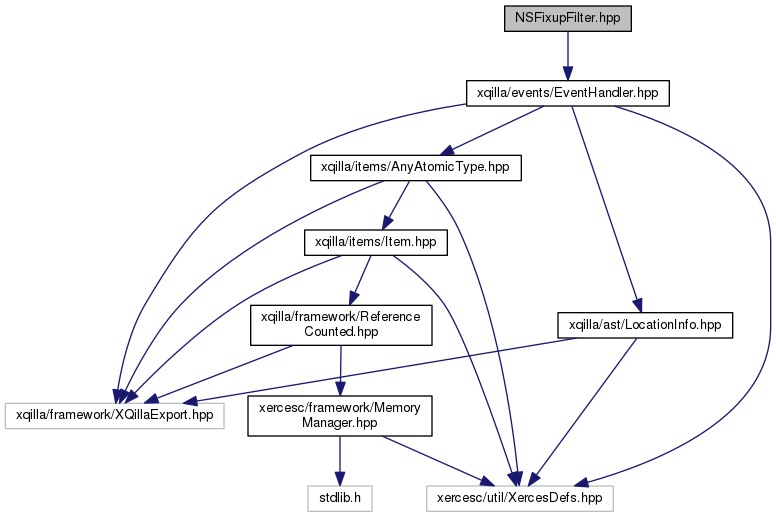 NSFixupFilter.hpp
xqilla/events/EventHandler.hpp
xqilla/items/AnyAtomicType.hpp
xqilla/items/Item.hpp
xqilla/framework/Reference
Counted.hpp
xqilla/ast/LocationInfo.hpp
xqilla/framework/XQillaExport.hpp
xercesc/framework/Memory
Manager.hpp
stdlib.h
xercesc/util/XercesDefs.hpp